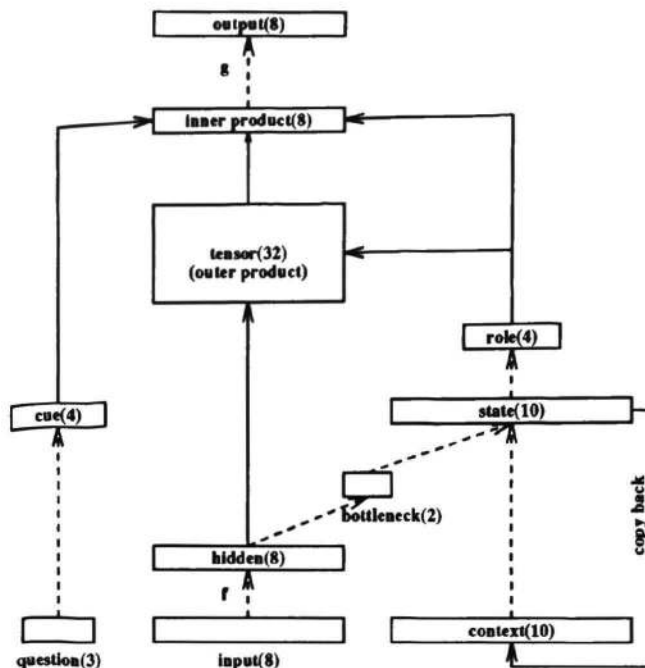 output(8)
g
inner product(8)
tensor(32)
(outer product)
role(4)
cue(4)
state(10)
bottleneck(2)
copy back
hidden(8)
f
context(10)
question(3)
input(8)